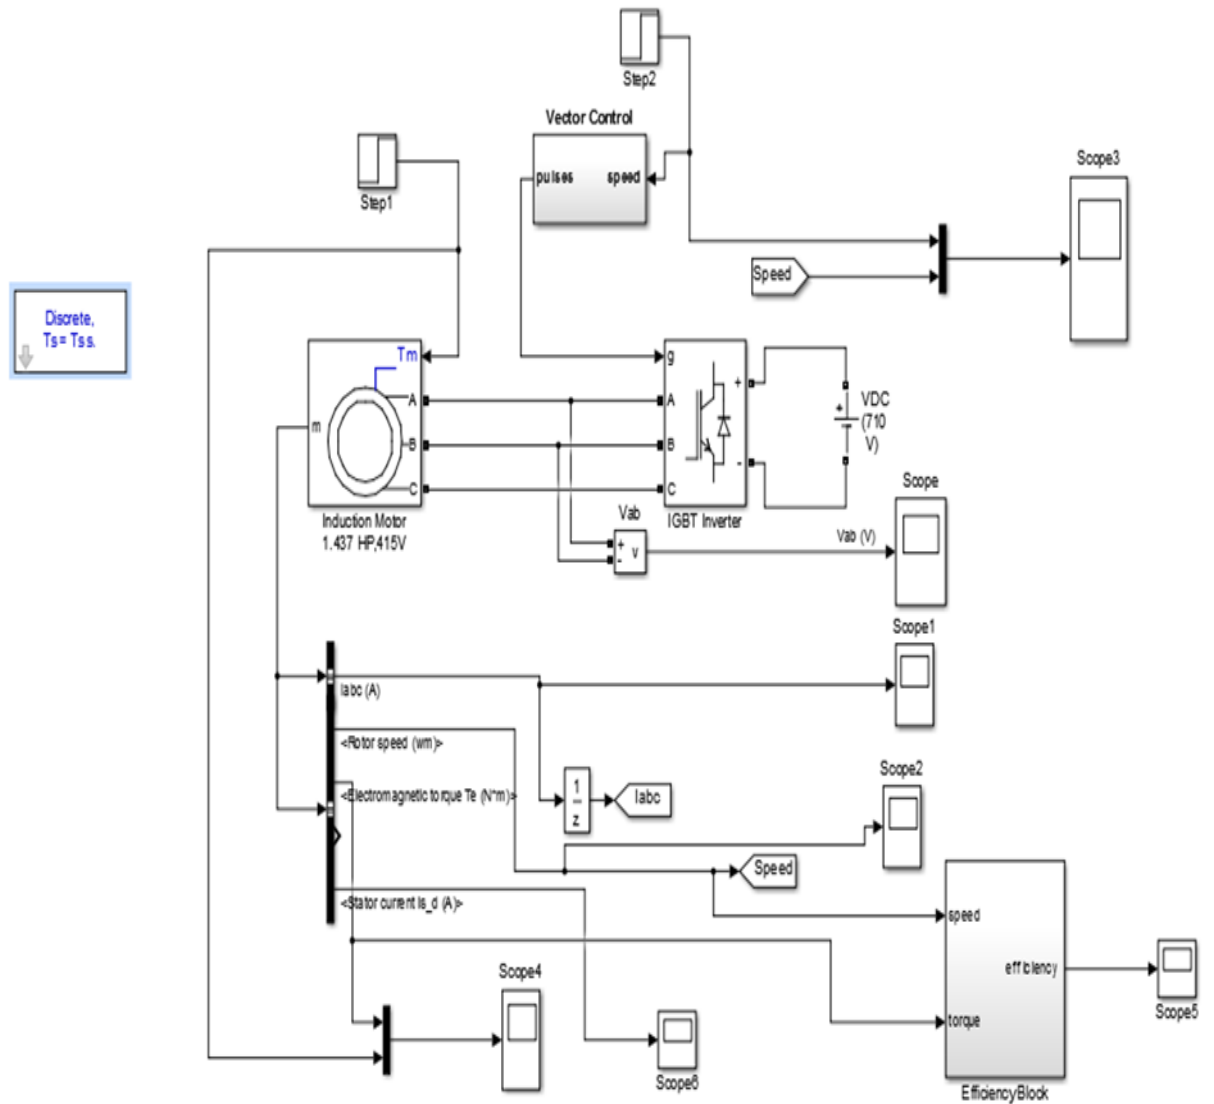 Step2
Vector Control
pulses
speed
Step1
Scope3
Speed
Discrete,
Ts = Tss.
Tm
m
A
B
C
Induction Motor
1.437 HP,415V
g
A
B
C
+
-
IGBT Inverter
+
VDC
(710
V)
Vab
+
-
v
Vab (V)
Scope
Scope1
Iabc (A)
<Rotor speed (wm)>
<Electromagnetic torque Te (N*m)>
1
z
Iabc
Scope2
Speed
<Stator current is_d (A)>
speed
efficiency
torque
EfficiencyBlock
Scope5
Scope4
Scope6